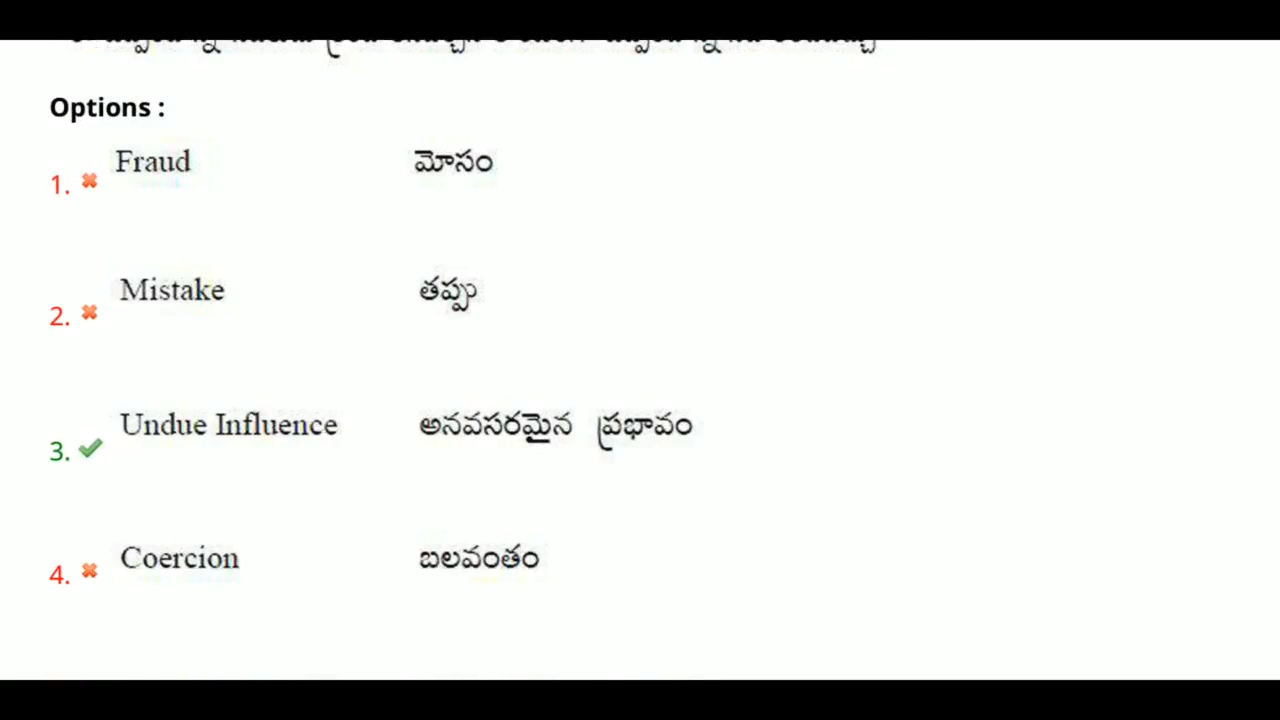 Options :
1. Fraud మోసం
2. Mistake తప్పు
3. Undue Influence అనవసరమైన ప్రభావం
4. Coercion బలవంతం